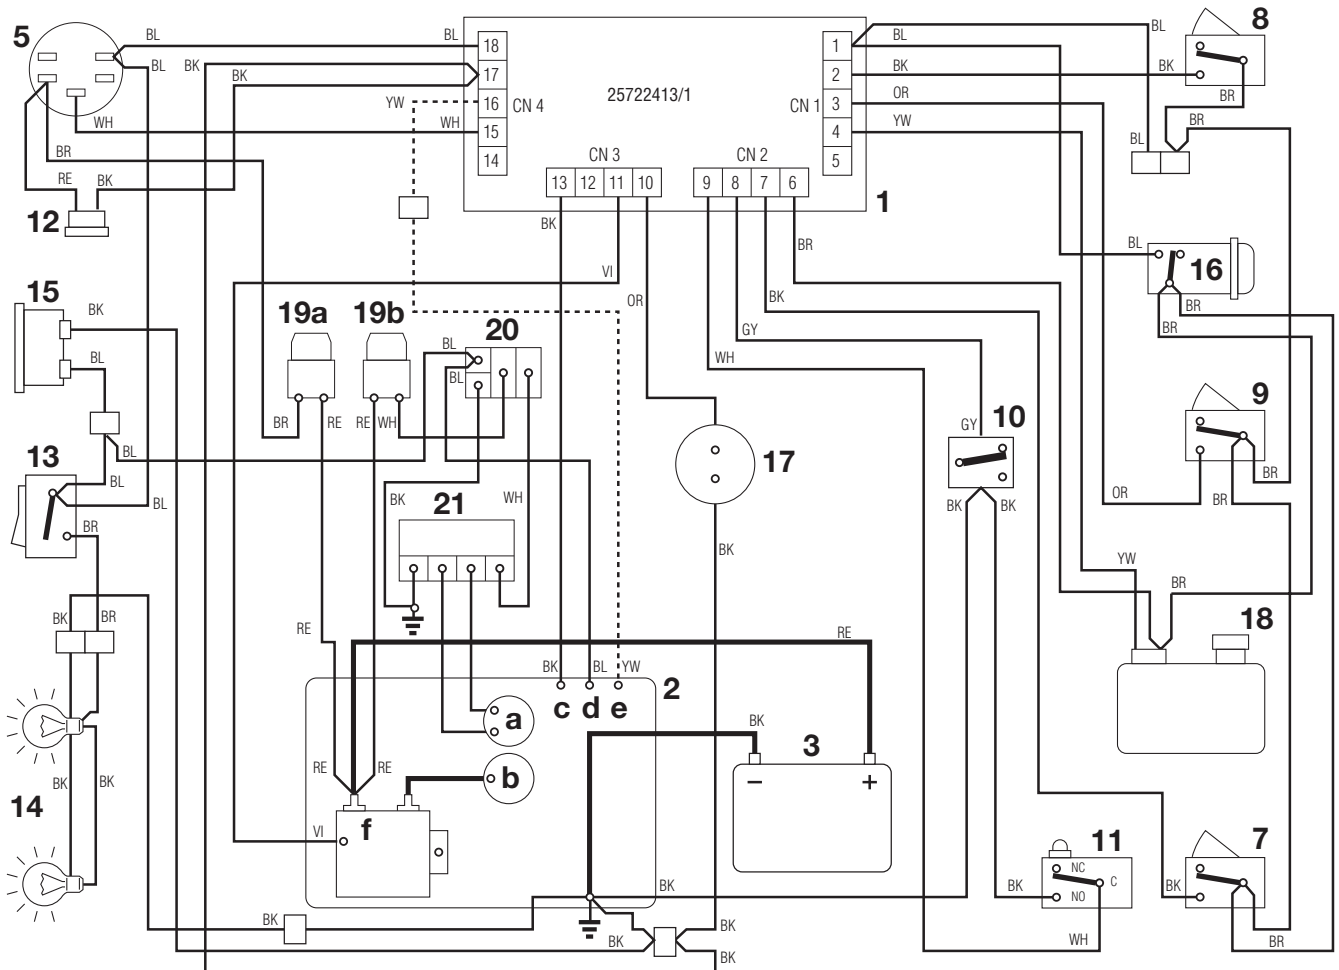 5
BL
BL
BL
BK
BK
YW
WH
WH
BR
RE
BK
12
18
17
16
15
14
CN 4
25722413/1
CN 1
1
2
3
4
5
CN 3
CN 2
13
12
11
10
9
8
7
6
1
BL
BL
BK
OR
YW
8
BK
BR
BR
BL
BK
VI
OR
BR
BK
GY
WH
BL
16
BR
BR
15
BK
BL
19a
19b
20
BL
BL
BR
RE
RE
WH
BL
13
BL
BL
BR
BK
21
WH
17
BK
GY
10
BK
BK
9
BR
BR
OR
YW
BR
18
BK
BR
RE
RE
BK
BL
YW
2
c
d
e
a
b
BK
3
−
+
RE
RE
VI
f
BK
BK
14
BK
BK
BK
BK
BK
BK
11
NC
C
NO
BK
WH
7
BK
BR